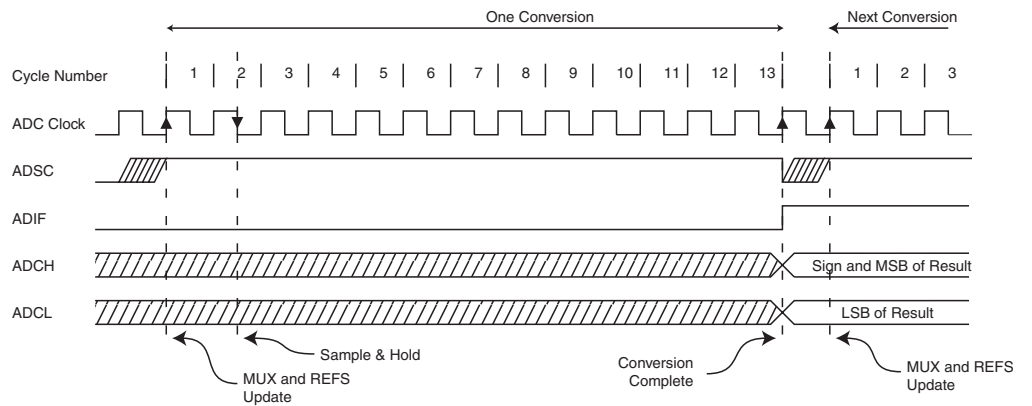 One Conversion
Next Conversion
Cycle Number 1 2 3 4 5 6 7 8 9 10 11 12 13 1 2 3
ADC Clock
ADSC
ADIF
ADCH
Sign and MSB of Result
ADCL
LSB of Result
Sample & Hold
MUX and REFS
Update
Conversion
Complete
MUX and REFS
Update